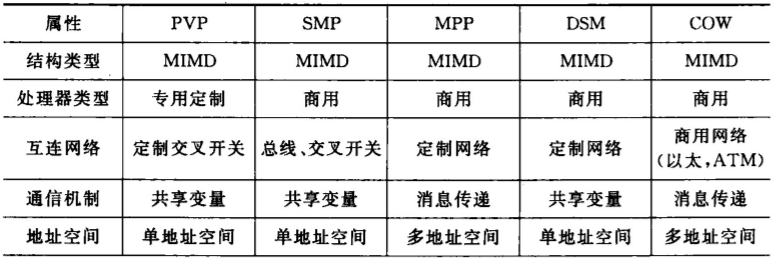 属性 PVP SMP MPP DSM COW
结构类型 MIMD MIMD MIMD MIMD MIMD
处理器类型 专用定制 商用 商用 商用 商用
互连网络 定制交叉开关 总线、交叉开关 定制网络 定制网络 商用网络
(以太,ATM)
通信机制 共享变量 共享变量 消息传递 共享变量 消息传递
地址空间 单地址空间 单地址空间 多地址空间 单地址空间 多地址空间